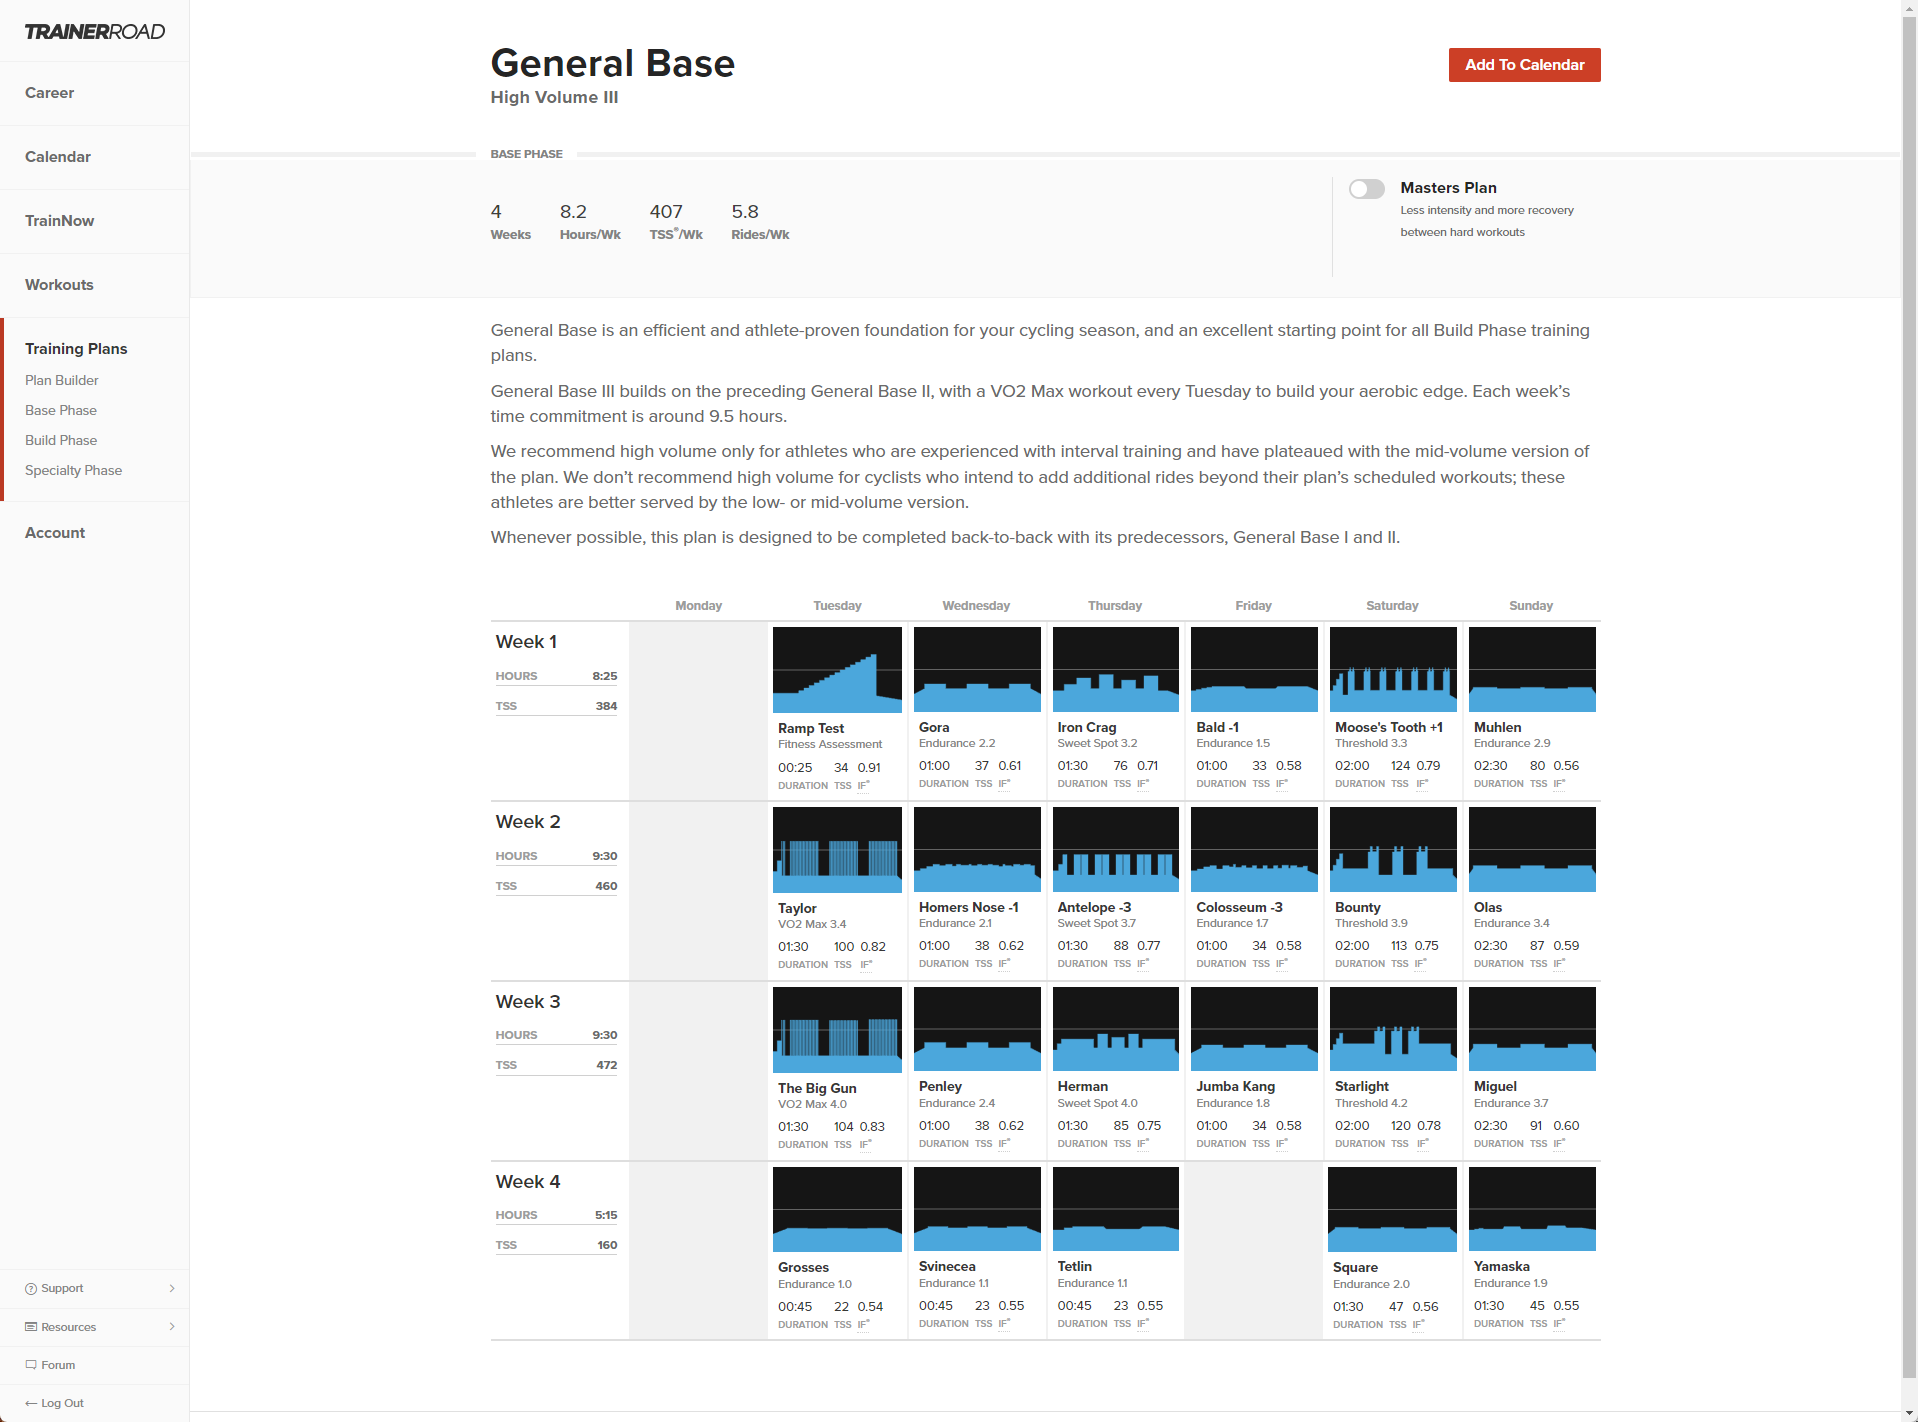 TRAINERROAD
Career
Calendar
TrainNow
Workouts
Training Plans
Plan Builder
Base Phase
Build Phase
Specialty Phase
Account
Support
Resources
Forum
Log Out
General Base
High Volume III
Add To Calendar
BASE PHASE
4 8.2 407 5.8
Weeks Hours/Wk TSS®/Wk Rides/Wk
Masters Plan
Less intensity and more recovery
between hard workouts
General Base is an efficient and athlete-proven foundation for your cycling season, and an excellent starting point for all Build Phase training
plans.
General Base III builds on the preceding General Base II, with a VO2 Max workout every Tuesday to build your aerobic edge. Each week’s
time commitment is around 9.5 hours.
We recommend high volume only for athletes who are experienced with interval training and have plateaued with the mid-volume version of
the plan. We don’t recommend high volume for cyclists who intend to add additional rides beyond their plan’s scheduled workouts; these
athletes are better served by the low- or mid-volume version.
Whenever possible, this plan is designed to be completed back-to-back with its predecessors, General Base I and II.
Monday Tuesday Wednesday Thursday Friday Saturday Sunday
Week 1
HOURS 8:25
TSS 384
Ramp Test Gora Iron Crag Bald -1 Moose's Tooth +1 Muhlen
Fitness Assessment Endurance 2.2 Sweet Spot 3.2 Endurance 1.5 Threshold 3.3 Endurance 2.9
00:25 34 0.91 01:00 37 0.61 01:30 76 0.71 01:00 33 0.58 02:00 124 0.79 02:30 80 0.56
DURATION TSS IF® DURATION TSS IF® DURATION TSS IF® DURATION TSS IF® DURATION TSS IF® DURATION TSS IF®
Week 2
HOURS 9:30
TSS 460
Taylor Homers Nose -1 Antelope -3 Colosseum -3 Bounty Olas
VO2 Max 3.4 Endurance 2.1 Sweet Spot 3.7 Endurance 1.7 Threshold 3.9 Endurance 3.4
01:30 100 0.82 01:00 38 0.62 01:30 88 0.77 01:00 34 0.58 02:00 113 0.75 02:30 87 0.59
DURATION TSS IF® DURATION TSS IF® DURATION TSS IF® DURATION TSS IF® DURATION TSS IF® DURATION TSS IF®
Week 3
HOURS 9:30
TSS 472
The Big Gun Penley Herman Jumba Kang Starlight Miguel
VO2 Max 4.0 Endurance 2.4 Sweet Spot 4.0 Endurance 1.8 Threshold 4.2 Endurance 3.7
01:30 104 0.83 01:00 38 0.62 01:30 85 0.75 01:00 34 0.58 02:00 120 0.78 02:30 91 0.60
DURATION TSS IF® DURATION TSS IF® DURATION TSS IF® DURATION TSS IF® DURATION TSS IF® DURATION TSS IF®
Week 4
HOURS 5:15
TSS 160
Grosses Svinecea Tetlin Square Yamaska
Endurance 1.0 Endurance 1.1 Endurance 1.1 Endurance 2.0 Endurance 1.9
00:45 22 0.54 00:45 23 0.55 00:45 23 0.55 01:30 47 0.56 01:30 45 0.55
DURATION TSS IF® DURATION TSS IF® DURATION TSS IF® DURATION TSS IF® DURATION TSS IF®